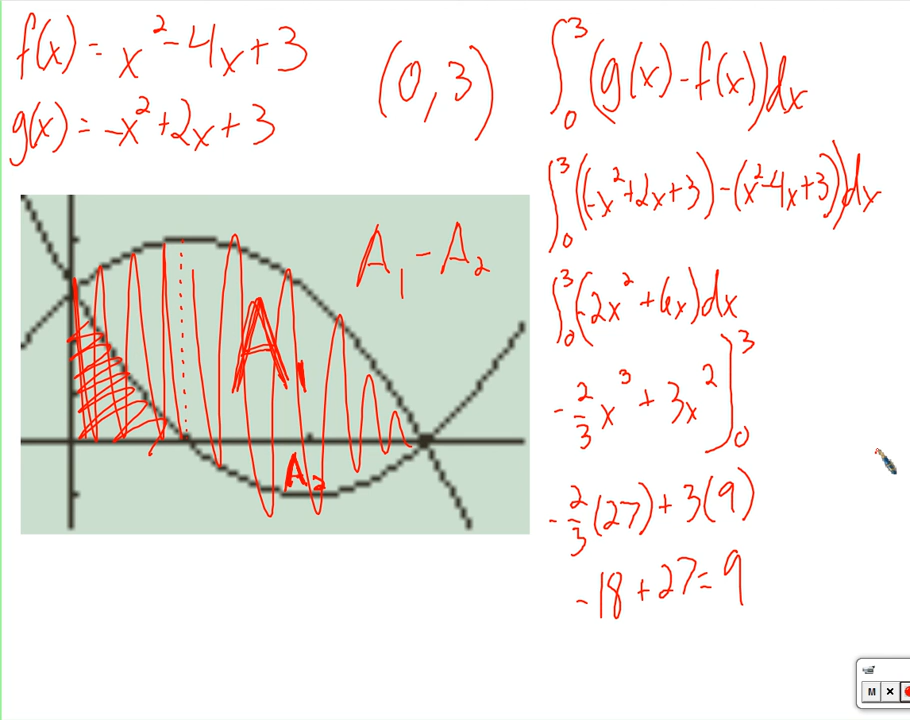 f(x) = x² - 4x + 3
g(x) = -x² + 2x + 3
(0, 3)
A₁ - A₂
A₁
A₂
∫₀³ (g(x) - f(x)) dx
∫₀³ ((-x² + 2x + 3) - (x² - 4x + 3)) dx
∫₀³ (-2x² + 6x) dx
-2/3 x³ + 3x² ]₀³
-2/3 (27) + 3(9)
-18 + 27 = 9
M